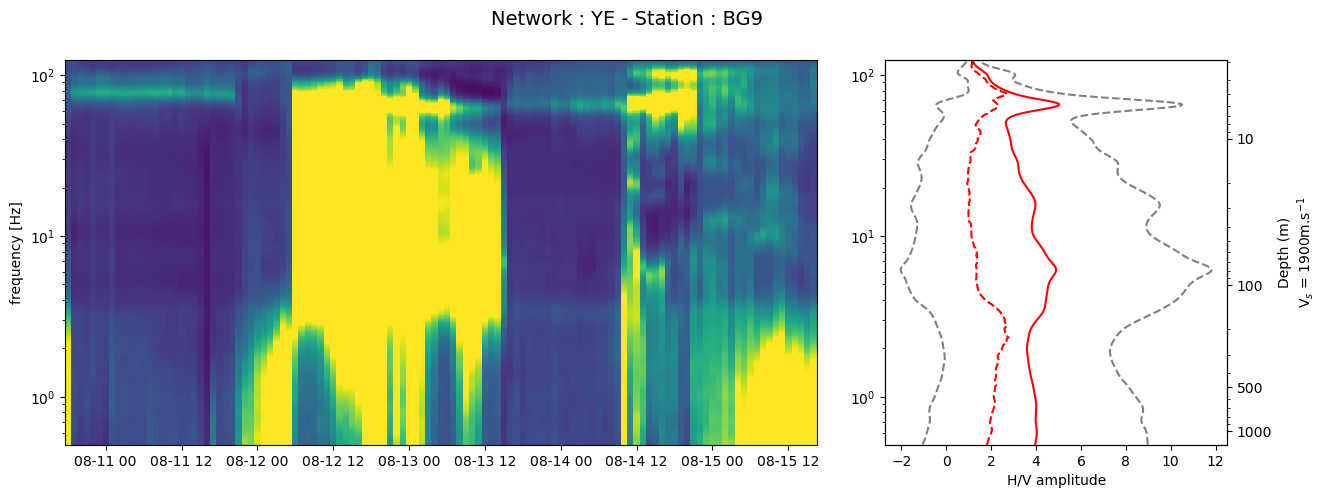 Network : YE - Station : BG9
frequency [Hz]
10²
10¹
10⁰
08-11 00 08-11 12 08-12 00 08-12 12 08-13 00 08-13 12 08-14 00 08-14 12 08-15 00 08-15 12
10²
10¹
10⁰
−2 0 2 4 6 8 10 12
H/V amplitude
10
100
500
1000
Depth (m)
Vₛ = 1900m.s⁻¹